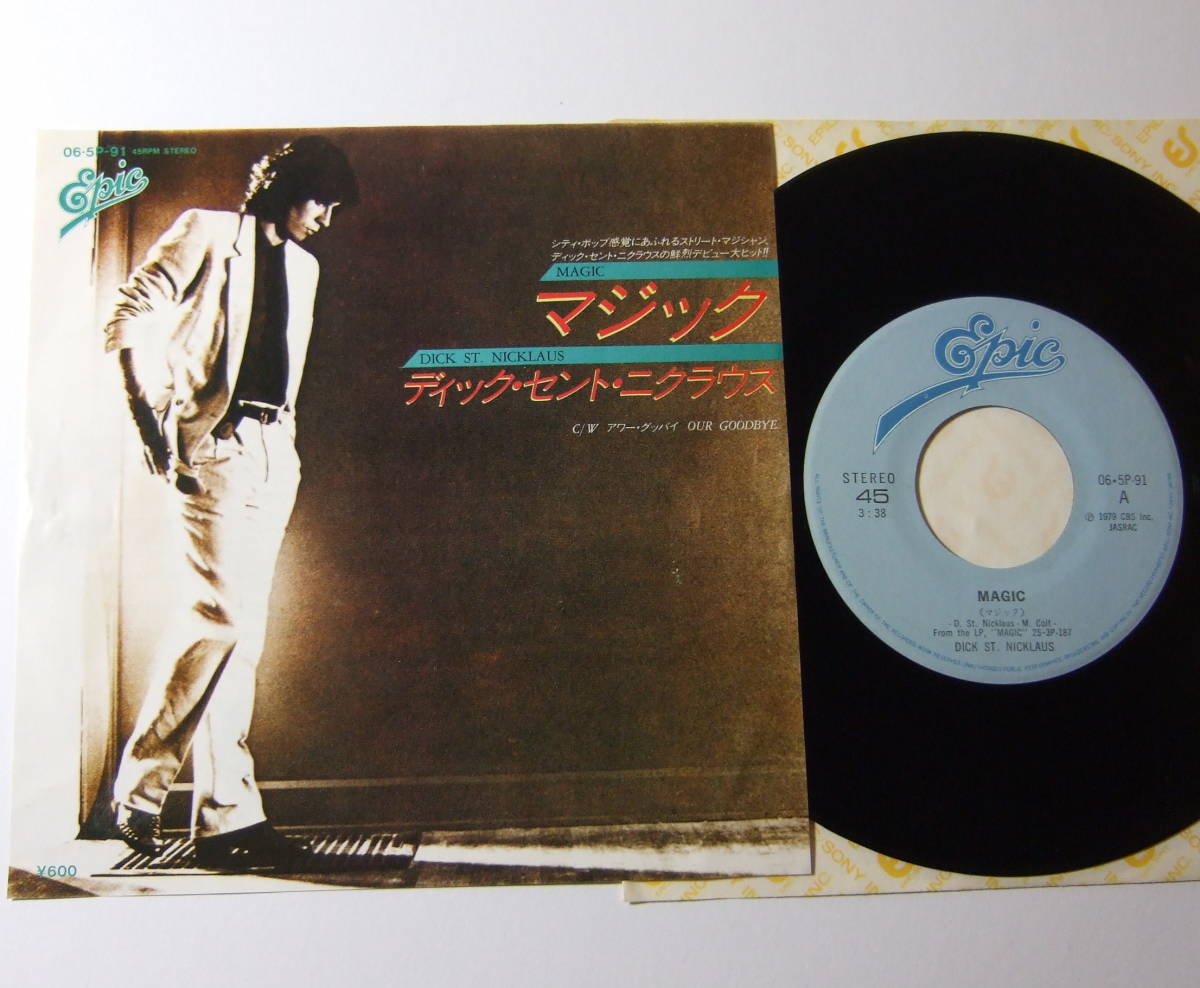 06・5P-91 45RPM STEREO
Epic
シティ・ポップ感覚にあふれるストリート・マジシャン、
ディック・セント・ニクラウスの鮮烈デビュー大ヒット!!
MAGIC
マジック
DICK ST. NICKLAUS
ディック・セント・ニクラウス
C/W アワー・グッバイ OUR GOODBYE
¥600
Epic
STEREO
45
3:38
06・5P-91
A
Ⓟ 1979 CBS Inc.
JASRAC
MAGIC
(マジック)
- D. St. Nicklaus - M. Colt -
From the LP, "MAGIC" 25・3P-187
DICK ST. NICKLAUS
EPIC/SONY INC.